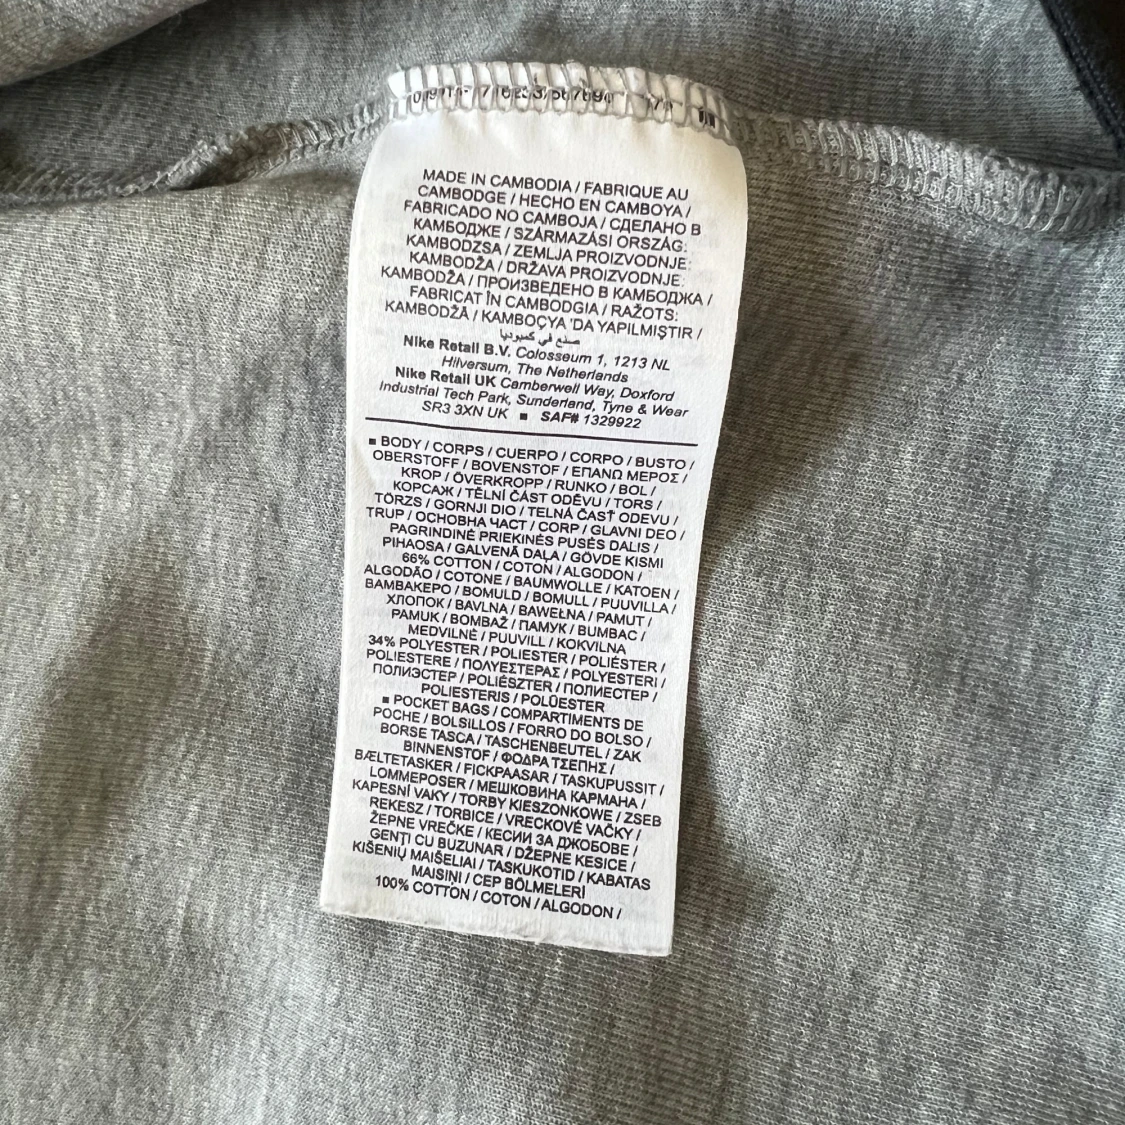 MADE IN CAMBODIA / FABRIQUE AU
CAMBODGE / HECHO EN CAMBOYA /
FABRICADO NO CAMBOJA / СДЕЛАНО В
КАМБОДЖЕ / SZÁRMAZÁSI ORSZÁG:
KAMBODZSA / ZEMLJA PROIZVODNJE:
KAMBODŽA / DRŽAVA PROIZVODNJE:
KAMBODŽA / ПРОИЗВЕДЕНО В КАМБОДЖА /
FABRICAT ÎN CAMBODGIA / RAŽOTS:
KAMBODŽĀ / KAMBOÇYA 'DA YAPILMIŞTIR /
صنع في كمبوديا
Nike Retail B.V. Colosseum 1, 1213 NL
Hilversum, The Netherlands
Nike Retail UK Camberwell Way, Doxford
Industrial Tech Park, Sunderland, Tyne & Wear
SR3 3XN UK ■ SAF# 1329922
■ BODY / CORPS / CUERPO / CORPO / BUSTO /
OBERSTOFF / BOVENSTOF / ΕΠΑΝΩ ΜΕΡΟΣ /
KROP / ÖVERKROPP / RUNKO / BOL /
КОРСАЖ / TĚLNÍ ČÁST ODĚVU / TORS /
TÖRZS / GORNJI DIO / TELNÁ ČASŤ ODEVU /
TRUP / ОСНОВНА ЧАСТ / CORP / GLAVNI DEO /
PAGRINDINĖ PRIEKINĖS PUSĖS DALIS /
PIHAOSA / GALVENĀ DAĻA / GÖVDE KISMI
66% COTTON / COTON / ALGODON /
ALGODÃO / COTONE / BAUMWOLLE / KATOEN /
ΒΑΜΒΑΚΕΡΟ / BOMULD / BOMULL / PUUVILLA /
ХЛОПОК / BAVLNA / BAWEŁNA / PAMUT /
PAMUK / BOMBAŽ / ПАМУК / BUMBAC /
MEDVILNĖ / PUUVILL / KOKVILNA
34% POLYESTER / POLIESTER / POLIÉSTER /
POLIESTERE / ΠΟΛΥΕΣΤΕΡΑΣ / POLYESTERI /
ПОЛИЭСТЕР / POLIÉSZTER / ПОЛИЕСТЕР /
POLIESTERIS / POLÜESTER
■ POCKET BAGS / COMPARTIMENTS DE
POCHE / BOLSILLOS / FORRO DO BOLSO /
BORSE TASCA / TASCHENBEUTEL / ZAK
BINNENSTOF / ΦΟΔΡΑ ΤΣΕΠΗΣ /
BÆLTETASKER / FICKPAASAR / TASKUPUSSIT /
LOMMEPOSER / МЕШКОВИНА КАРМАНА /
KAPESNÍ VAKY / TORBY KIESZONKOWE / ZSEB
REKESZ / TORBICE / VRECKOVÉ VAČKY /
ŽEPNE VREČKE / КЕСИИ ЗА ДЖОБОВЕ /
GENŢI CU BUZUNAR / DŽEPNE KESICE /
KIŠENIŲ MAIŠELIAI / TASKUKOTID / KABATAS
MAISIŅI / CEP BÖLMELERİ
100% COTTON / COTON / ALGODON /